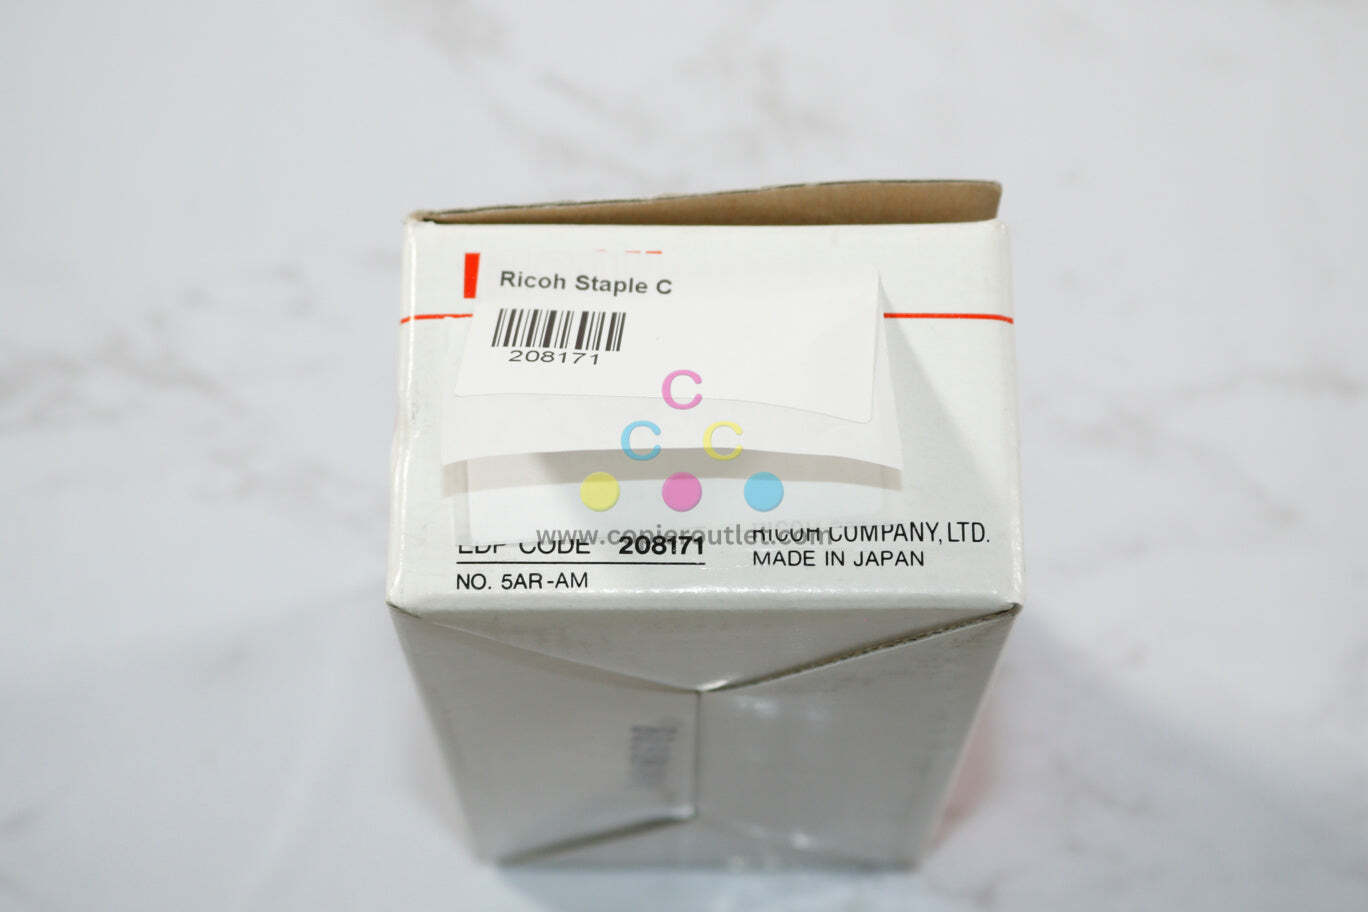 Ricoh Staple C
208171
C
C C
www.copieroutlet.com
EDP CODE 208171
RICOH COMPANY, LTD.
MADE IN JAPAN
NO. 5AR-AM